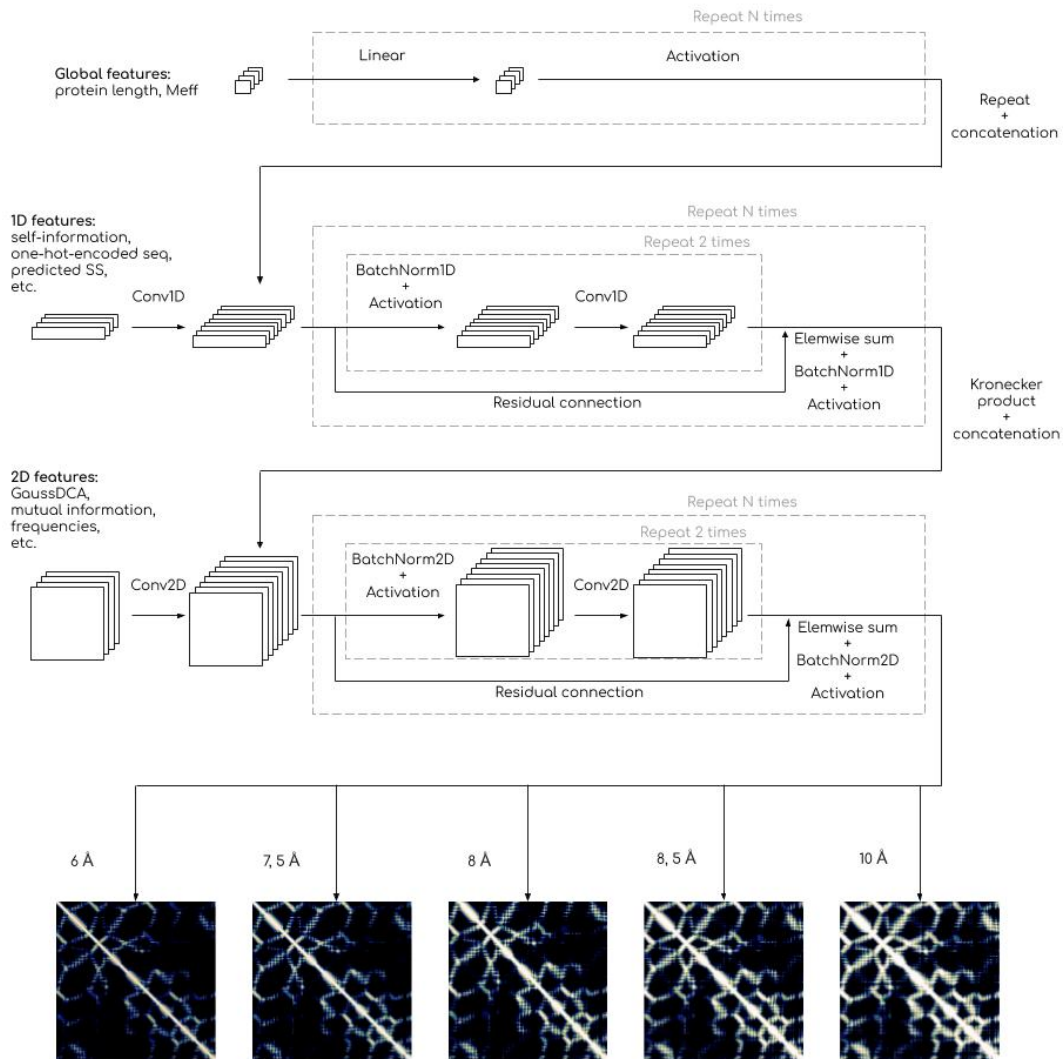 Repeat N times
Linear
Activation
Global features:
protein length, Meff
Repeat
+
concatenation
1D features:
self-information,
one-hot-encoded seq,
predicted SS,
etc.
Conv1D
Repeat N times
Repeat 2 times
BatchNorm1D
+
Activation
Conv1D
Elemwise sum
+
BatchNorm1D
+
Activation
Residual connection
Kronecker
product
+
concatenation
2D features:
GaussDCA,
mutual information,
frequencies,
etc.
Conv2D
Repeat N times
Repeat 2 times
BatchNorm2D
+
Activation
Conv2D
Elemwise sum
+
BatchNorm2D
+
Activation
Residual connection
6 Å
7, 5 Å
8 Å
8, 5 Å
10 Å